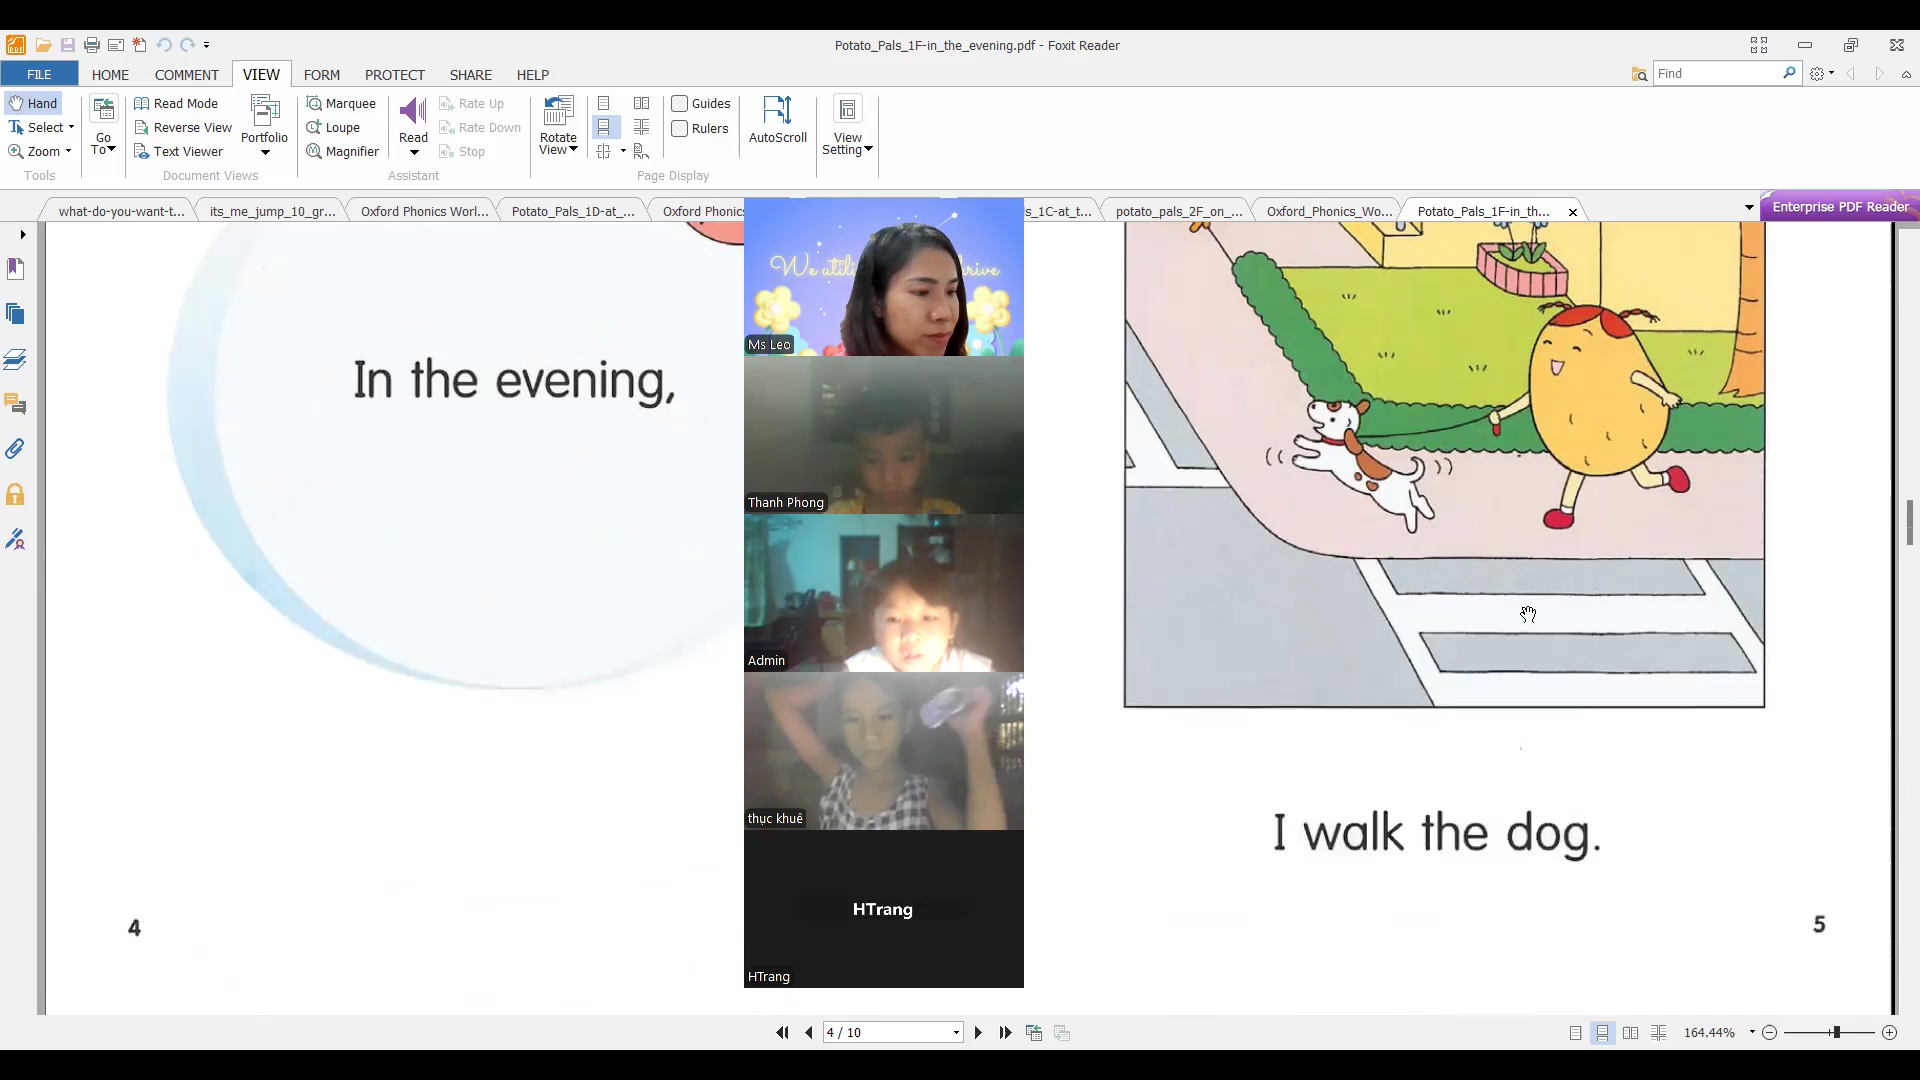 Potato_Pals_1F-in_the_evening.pdf - Foxit Reader
FILE
HOME
COMMENT
VIEW
FORM
PROTECT
SHARE
HELP
Find
Hand
Select
Zoom
Tools
Go
To
Read Mode
Reverse View
Text Viewer
Portfolio
Document Views
Marquee
Loupe
Magnifier
Read
Rate Up
Rate Down
Stop
Assistant
Rotate
View
Guides
Rulers
Page Display
AutoScroll
View
Setting
what-do-you-want-t...
its_me_jump_10_gr...
Oxford Phonics Worl...
Potato_Pals_1D-at_...
Oxford Phonics
s_1C-at_t...
potato_pals_2F_on_...
Oxford_Phonics_Wo...
Potato_Pals_1F-in_th...
Enterprise PDF Reader
In the evening,
4
We utili
rive
Ms Leo
Thanh Phong
Admin
thục khuê
HTrang
HTrang
I walk the dog.
5
4 / 10
164.44%